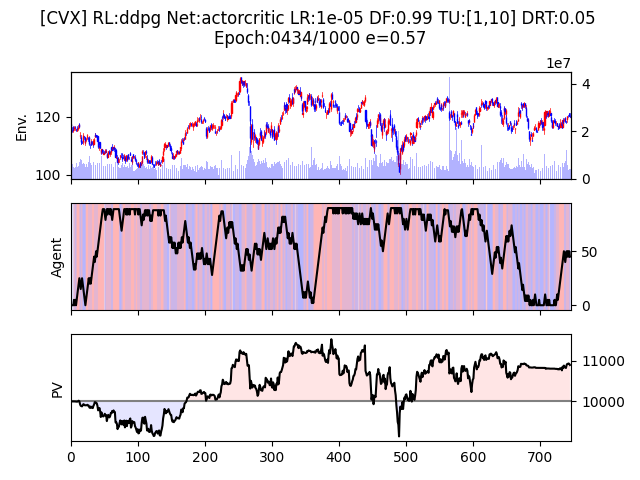 [CVX] RL:ddpg Net:actorcritic LR:1e-05 DF:0.99 TU:[1,10] DRT:0.05
Epoch:0434/1000 e=0.57
1e7
Env.
120
100
4
2
0
Agent
50
0
PV
11000
10000
0 100 200 300 400 500 600 700